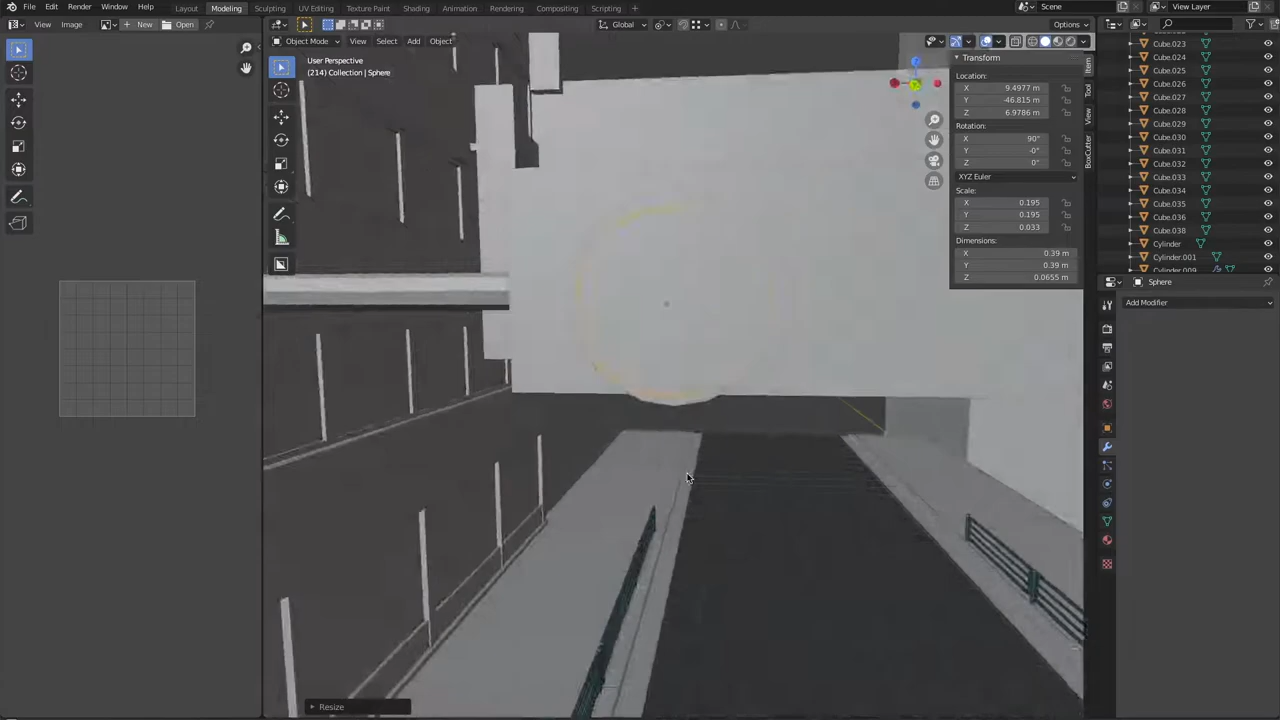 File Edit Render Window Help Layout Modeling Sculpting UV Editing Texture Paint Shading Animation Rendering Compositing Scripting Scene View Layer
View Image New Open Global Options
Object Mode View Select Add Object
User Perspective
(214) Collection | Sphere
Transform
Location:
X 9.4977 m
Y -46.815 m
Z 6.9786 m
Rotation:
X 90°
Y -0°
Z 0°
XYZ Euler
Scale:
X 0.195
Y 0.195
Z 0.033
Dimensions:
X 0.39 m
Y 0.39 m
Z 0.0655 m
Item
Tool
View
BoxCutter
Cube.023
Cube.024
Cube.025
Cube.026
Cube.027
Cube.028
Cube.029
Cube.030
Cube.031
Cube.032
Cube.033
Cube.034
Cube.035
Cube.036
Cube.038
Cylinder
Cylinder.001
Cylinder.009
Sphere
Add Modifier
Resize